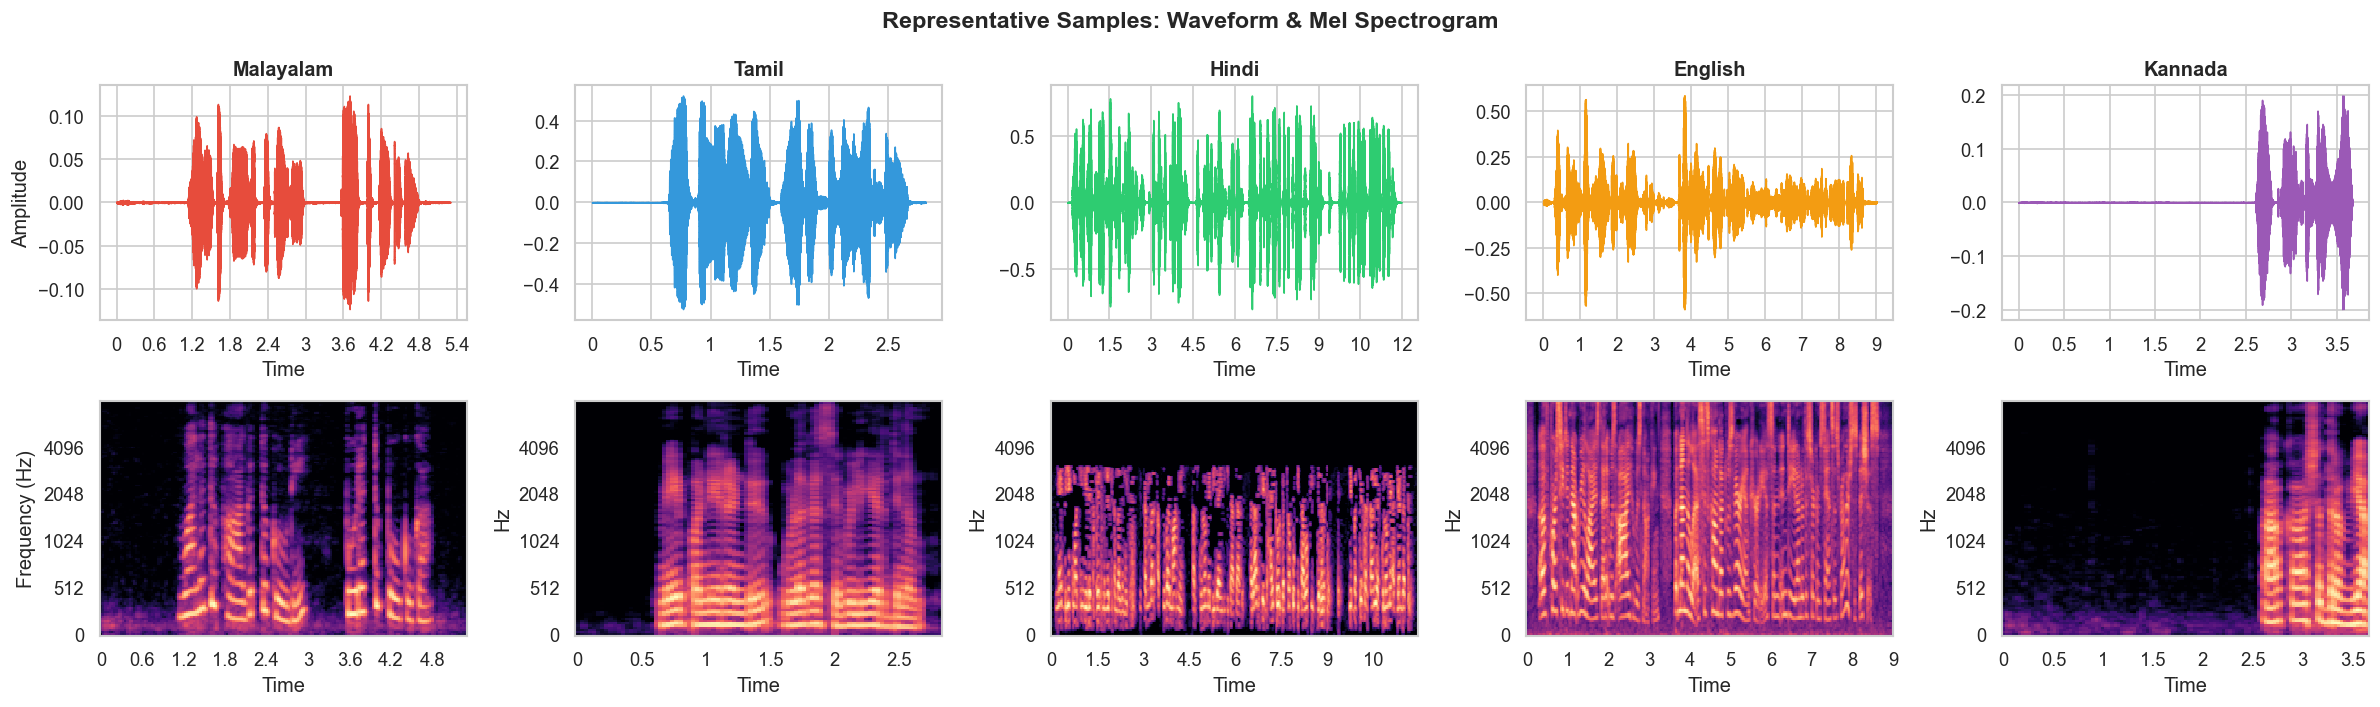 Representative Samples: Waveform & Mel Spectrogram
Malayalam
Amplitude
0.10
0.05
0.00
−0.05
−0.10
0 0.6 1.2 1.8 2.4 3 3.6 4.2 4.8 5.4
Time
Tamil
0.4
0.2
0.0
−0.2
−0.4
0 0.5 1 1.5 2 2.5
Time
Hindi
0.5
0.0
−0.5
0 1.5 3 4.5 6 7.5 9 10 12
Time
English
0.50
0.25
0.00
−0.25
−0.50
0 1 2 3 4 5 6 7 8 9
Time
Kannada
0.2
0.1
0.0
−0.1
−0.2
0 0.5 1 1.5 2 2.5 3 3.5
Time
Frequency (Hz)
4096
2048
1024
512
0
0 0.6 1.2 1.8 2.4 3 3.6 4.2 4.8
Time
Hz
4096
2048
1024
512
0
0 0.5 1 1.5 2 2.5
Time
Hz
4096
2048
1024
512
0
0 1.5 3 4.5 6 7.5 9 10
Time
Hz
4096
2048
1024
512
0
0 1 2 3 4 5 6 7 8 9
Time
Hz
4096
2048
1024
512
0
0 0.5 1 1.5 2 2.5 3 3.5
Time